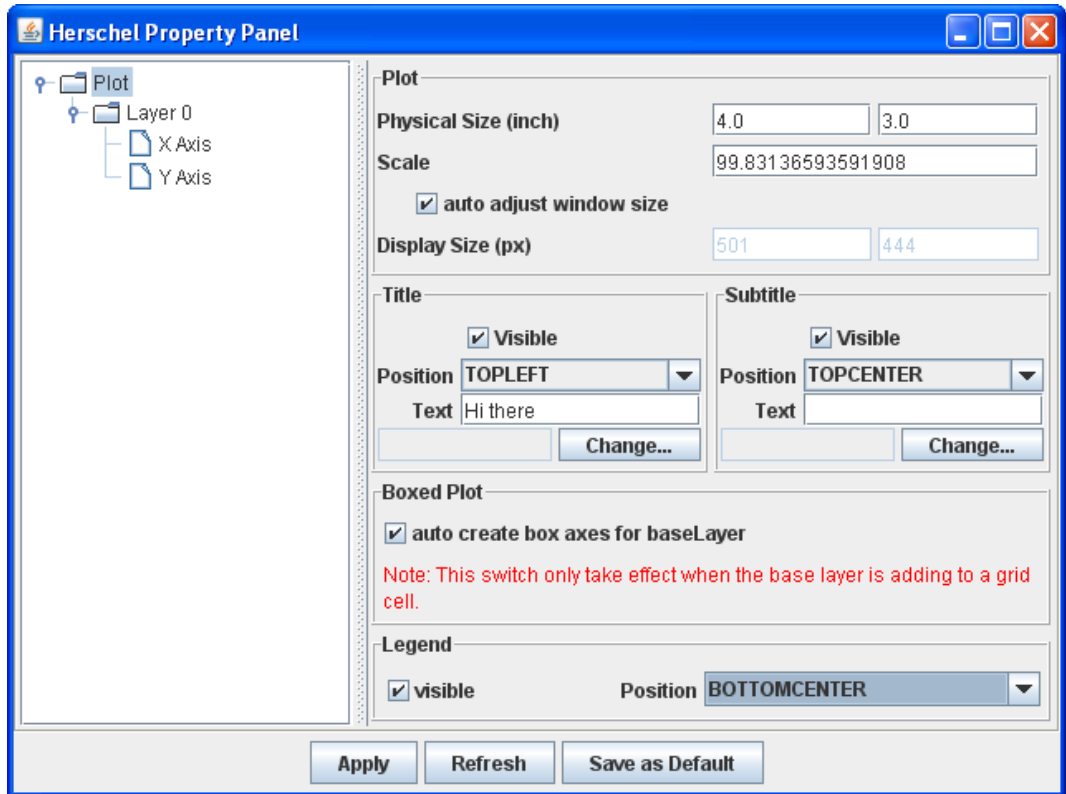 Herschel Property Panel
Plot
Layer 0
X Axis
Y Axis
Plot
Physical Size (inch) 4.0 3.0
Scale 99.83136593591908
auto adjust window size
Display Size (px) 501 444
Title
Visible
Position TOPLEFT
Text Hi there
Change...
Subtitle
Visible
Position TOPCENTER
Text
Change...
Boxed Plot
auto create box axes for baseLayer
Note: This switch only take effect when the base layer is adding to a grid
cell.
Legend
visible Position BOTTOMCENTER
Apply Refresh Save as Default